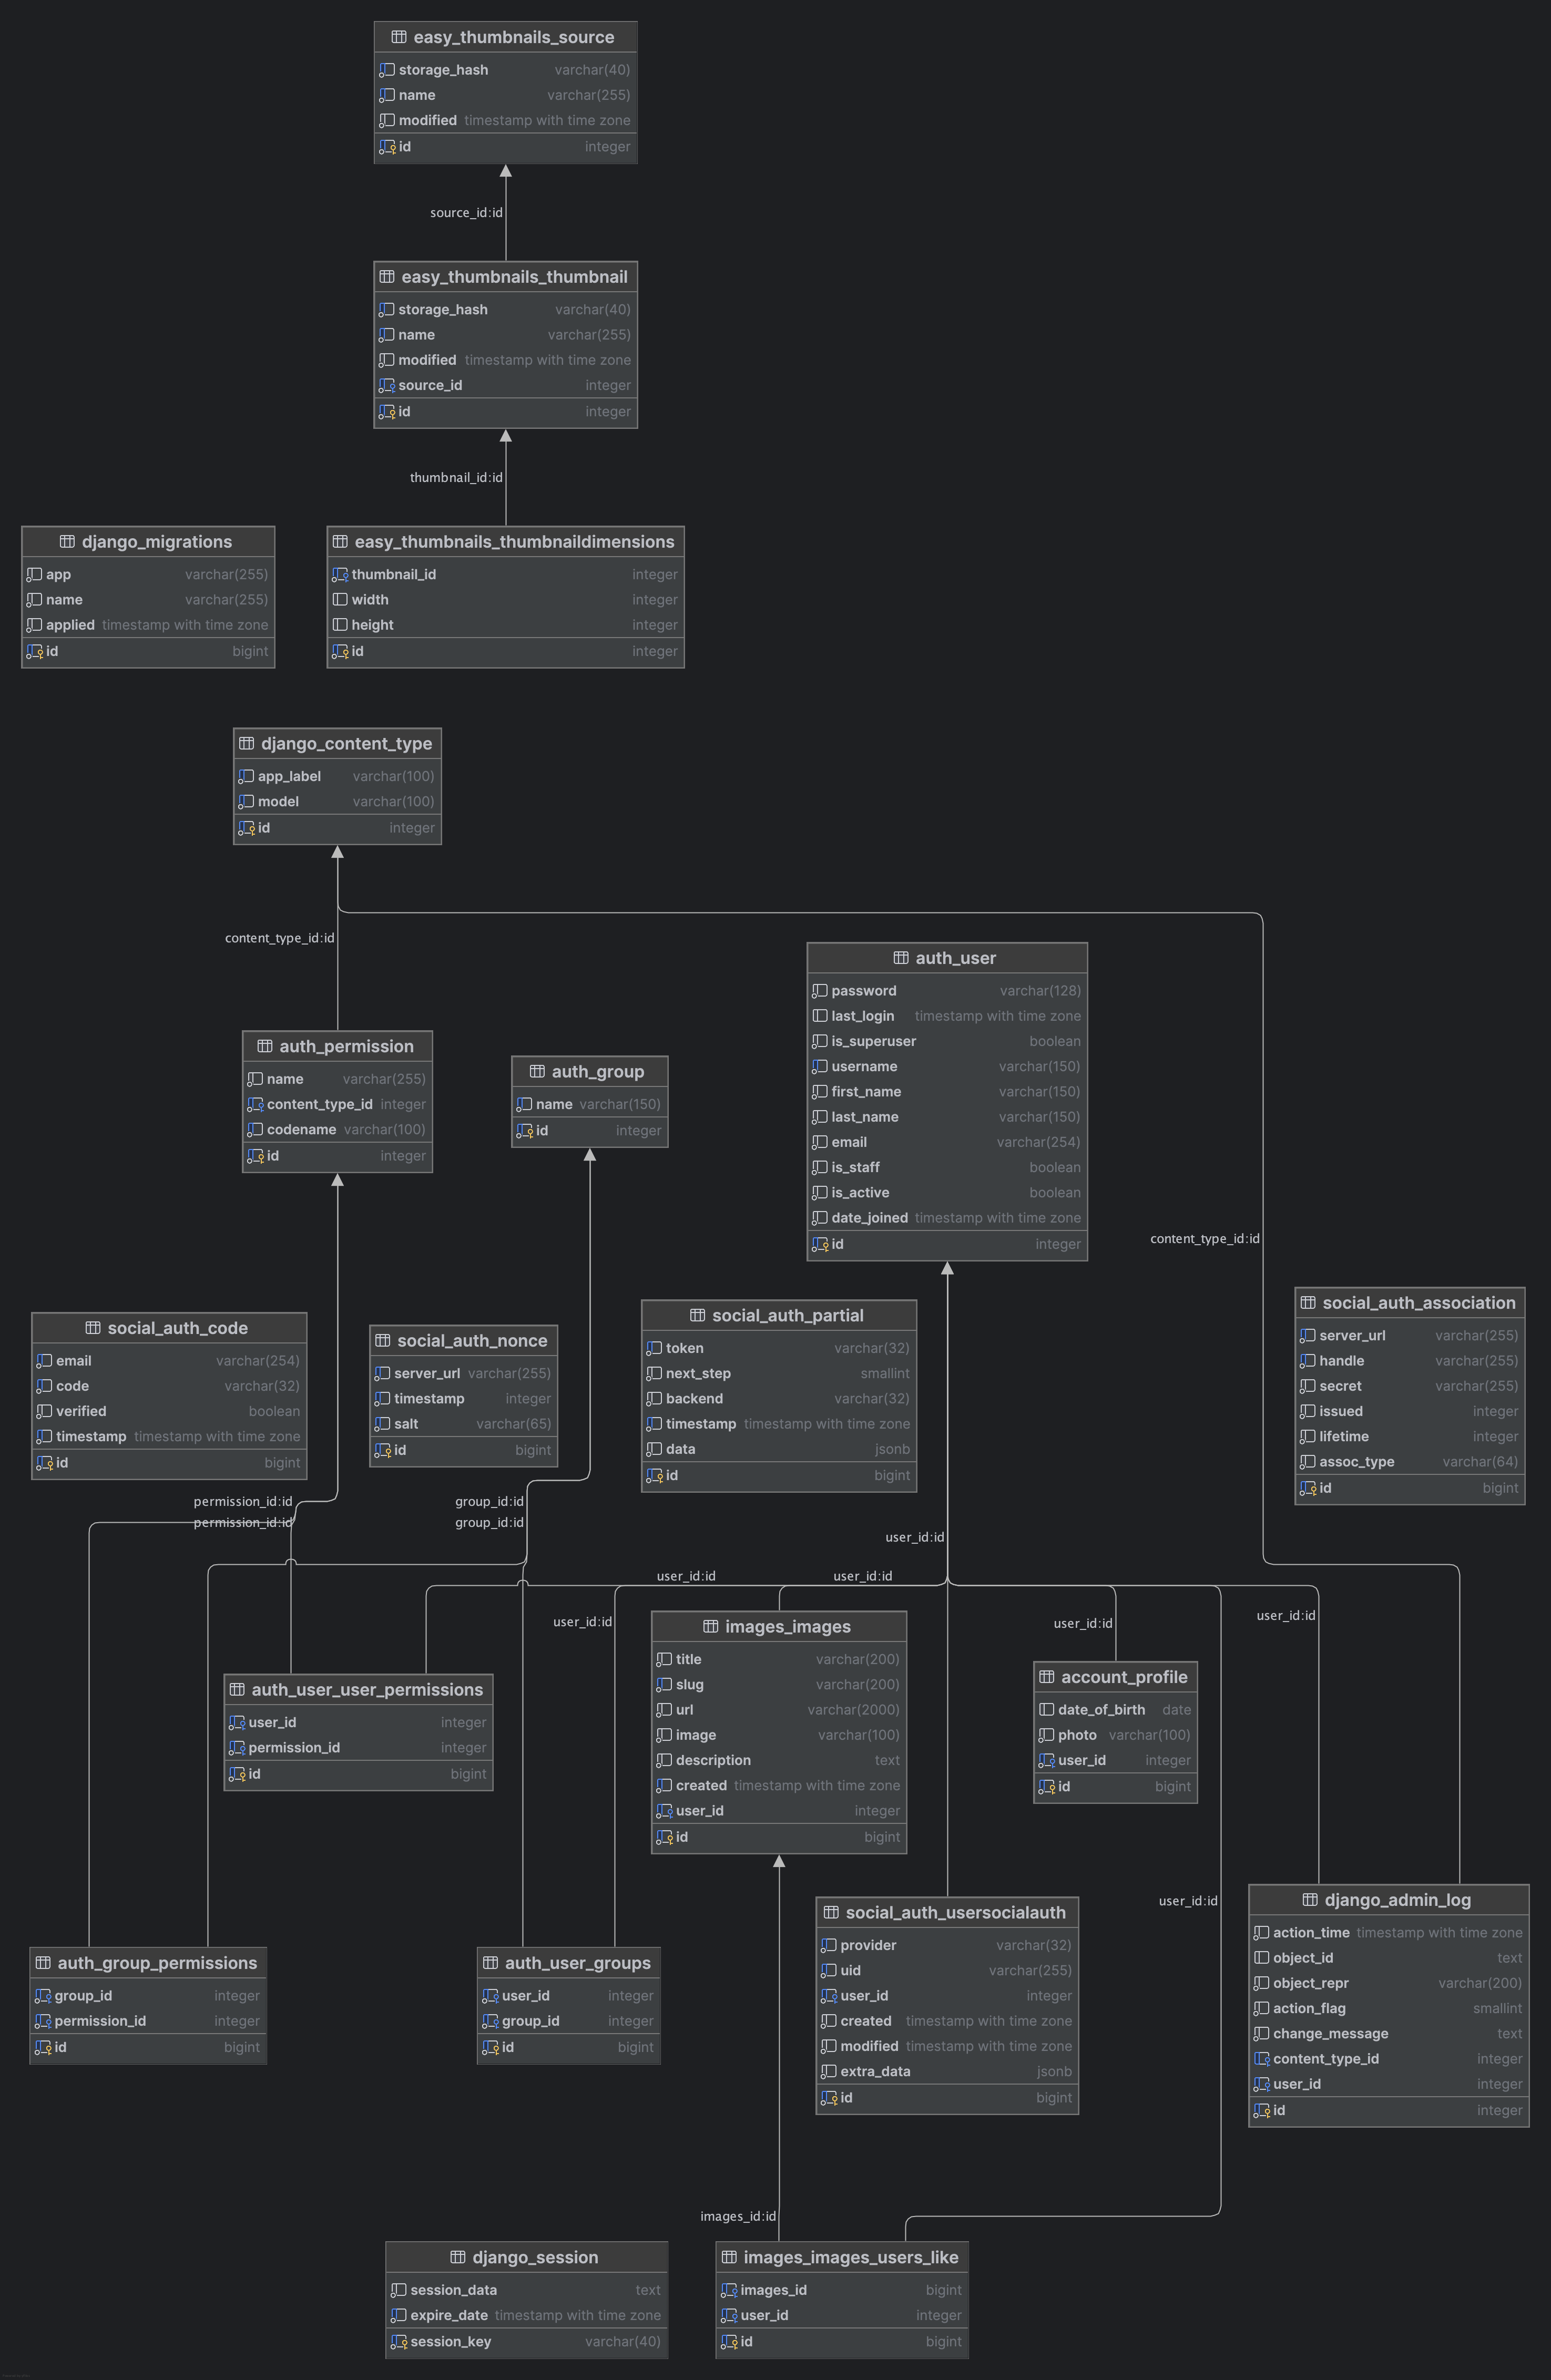 easy_thumbnails_source
storage_hash varchar(40)
name varchar(255)
modified timestamp with time zone
id integer
source_id:id
easy_thumbnails_thumbnail
storage_hash varchar(40)
name varchar(255)
modified timestamp with time zone
source_id integer
id integer
thumbnail_id:id
django_migrations
app varchar(255)
name varchar(255)
applied timestamp with time zone
id bigint
easy_thumbnails_thumbnaildimensions
thumbnail_id integer
width integer
height integer
id integer
django_content_type
app_label varchar(100)
model varchar(100)
id integer
content_type_id:id
auth_user
password varchar(128)
last_login timestamp with time zone
is_superuser boolean
username varchar(150)
first_name varchar(150)
last_name varchar(150)
email varchar(254)
is_staff boolean
is_active boolean
date_joined timestamp with time zone
id integer
auth_permission
name varchar(255)
content_type_id integer
codename varchar(100)
id integer
auth_group
name varchar(150)
id integer
content_type_id:id
social_auth_code
email varchar(254)
code varchar(32)
verified boolean
timestamp timestamp with time zone
id bigint
social_auth_nonce
server_url varchar(255)
timestamp integer
salt varchar(65)
id bigint
social_auth_partial
token varchar(32)
next_step smallint
backend varchar(32)
timestamp timestamp with time zone
data jsonb
id bigint
social_auth_association
server_url varchar(255)
handle varchar(255)
secret varchar(255)
issued integer
lifetime integer
assoc_type varchar(64)
id bigint
permission_id:id
permission_id:id
group_id:id
group_id:id
user_id:id
user_id:id
user_id:id
user_id:id
user_id:id
user_id:id
auth_user_user_permissions
user_id integer
permission_id integer
id bigint
images_images
title varchar(200)
slug varchar(200)
url varchar(2000)
image varchar(100)
description text
created timestamp with time zone
user_id integer
id bigint
account_profile
date_of_birth date
photo varchar(100)
user_id integer
id bigint
user_id:id
auth_group_permissions
group_id integer
permission_id integer
id bigint
auth_user_groups
user_id integer
group_id integer
id bigint
social_auth_usersocialauth
provider varchar(32)
uid varchar(255)
user_id integer
created timestamp with time zone
modified timestamp with time zone
extra_data jsonb
id bigint
django_admin_log
action_time timestamp with time zone
object_id text
object_repr varchar(200)
action_flag smallint
change_message text
content_type_id integer
user_id integer
id integer
images_id:id
django_session
session_data text
expire_date timestamp with time zone
session_key varchar(40)
images_images_users_like
images_id bigint
user_id integer
id bigint